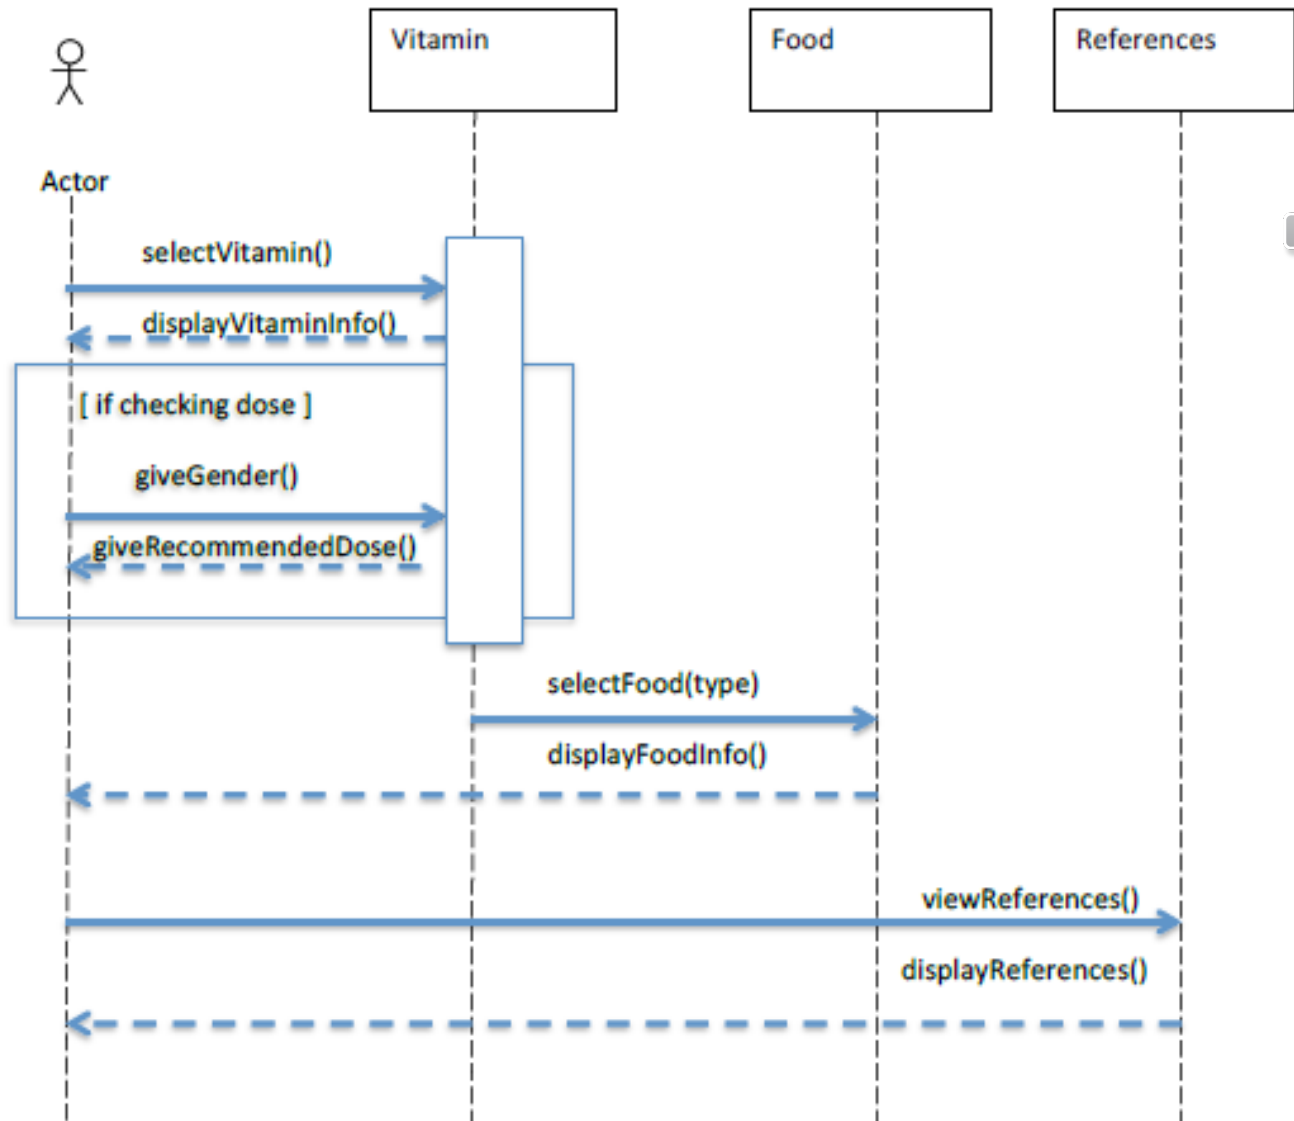 Vitamin
Food
References
Actor
selectVitamin()
displayVitaminInfo()
[ if checking dose ]
giveGender()
giveRecommendedDose()
selectFood(type)
displayFoodInfo()
viewReferences()
displayReferences()